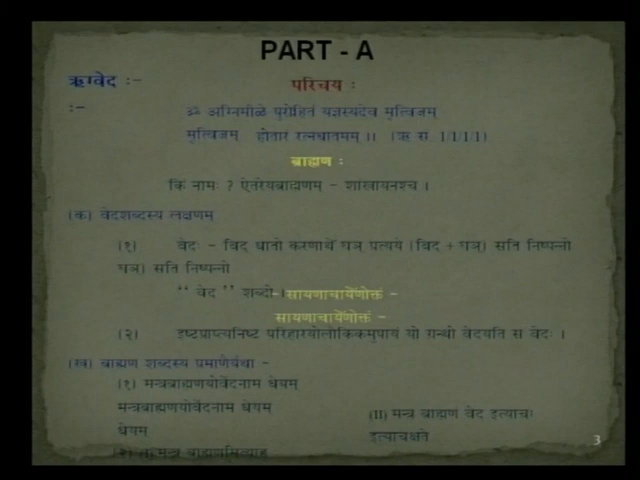 PART - A
ऋग्वेद :-
परिचय :
:-
ॐ अग्निमीळे पुरोहितं यज्ञस्यदेव मृत्विजम्
मृत्विजम् होतार रत्नधातमम् ।। (ऋ सं. 1/1/1/1)
ब्राह्मण :
किं नामः ? ऐतरेयब्राह्मणम् - शांखायनश्च ।
(क) वेदशब्दस्य लक्षणम्
(१) वेदः - विद धातो करणार्थे घञ् प्रत्यये (विद + घञ्) सति निष्पन्नो
घञ्) सति निष्पन्नो
" वेद " शब्दो ।
- सायणाचार्येणोक्तं -
सायणाचार्येणोक्तं -
(२) इष्टप्राप्त्यनिष्ट परिहारयोलौकिकमुपायं यो ग्रन्थो वेदयति स वेदः ।
(ख) ब्राह्मण शब्दस्य प्रमाणैर्यथा -
(१) मन्त्रब्राह्मणयोर्वेदनाम धेयम्
मन्त्रब्राह्मणयोर्वेदनाम धेयम्
धेयम्
(II) मन्त्र ब्राह्मणं वेद इत्याचः
इत्याचक्षते
3